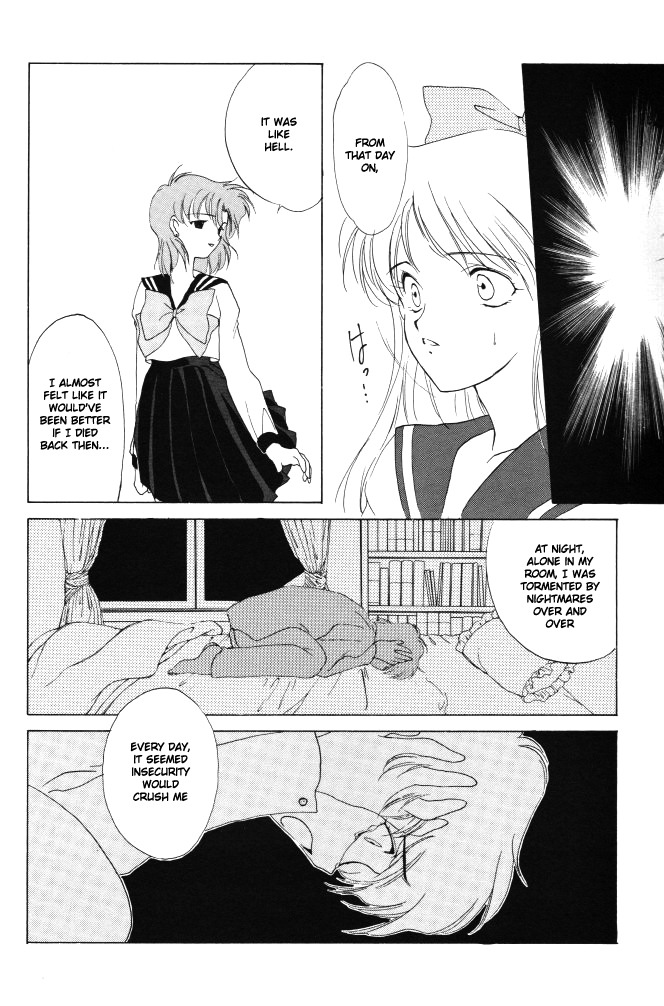 FROM
THAT DAY
ON,
はっ…
IT WAS
LIKE
HELL.
I ALMOST
FELT LIKE IT
WOULD'VE
BEEN BETTER
IF I DIED
BACK THEN...
AT NIGHT,
ALONE IN MY
ROOM, I WAS
TORMENTED BY
NIGHTMARES
OVER AND
OVER
EVERY DAY,
IT SEEMED
INSECURITY
WOULD
CRUSH ME